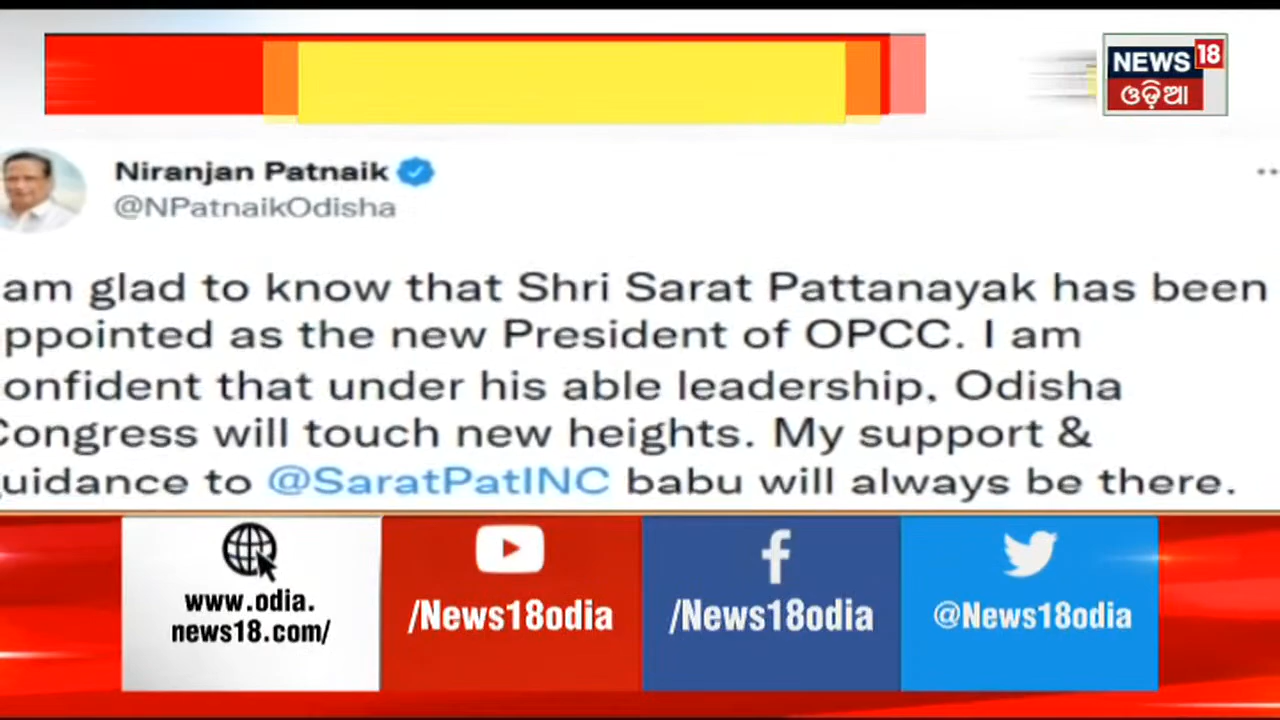 NEWS 18
ଓଡ଼ିଆ
Niranjan Patnaik
@NPatnaikOdisha
am glad to know that Shri Sarat Pattanayak has been
ppointed as the new President of OPCC. I am
onfident that under his able leadership, Odisha
Congress will touch new heights. My support &
uidance to @SaratPatINC babu will always be there.
www.odia.
news18.com/
/News18odia
/News18odia
@News18odia